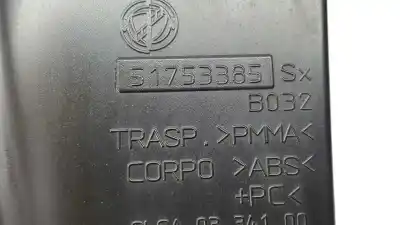 51753385 Sx
B032
TRASP. >PMMA<
CORPO >ABS<
+PC<